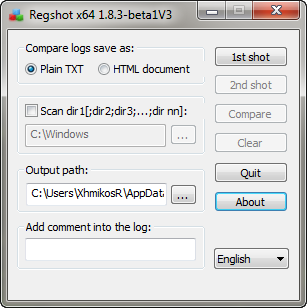 Regshot x64 1.8.3-beta1V3
Compare logs save as:
Plain TXT HTML document
Scan dir1[;dir2;dir3;...;dir nn]:
C:\Windows ...
Output path:
C:\Users\XhmikosR\AppData ...
Add comment into the log:
1st shot
2nd shot
Compare
Clear
Quit
About
English